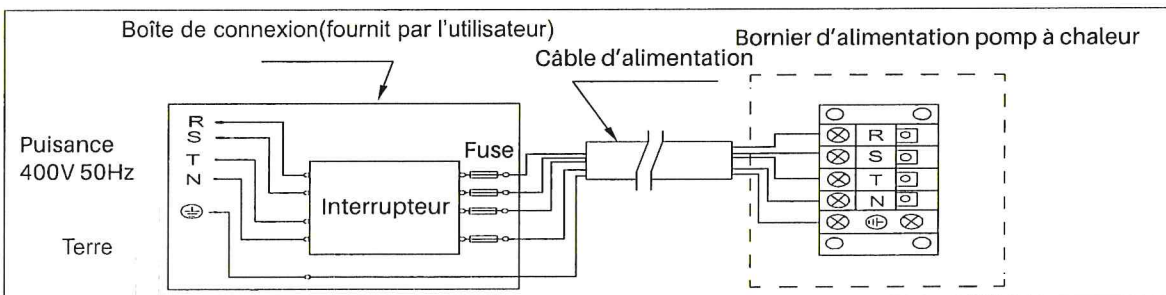 Boîte de connexion(fournit par l'utilisateur)
Câble d'alimentation
Bornier d'alimentation pomp à chaleur
Puisance
400V 50Hz
Terre
R
S
T
N
Interrupteur
Fuse
R
S
T
N